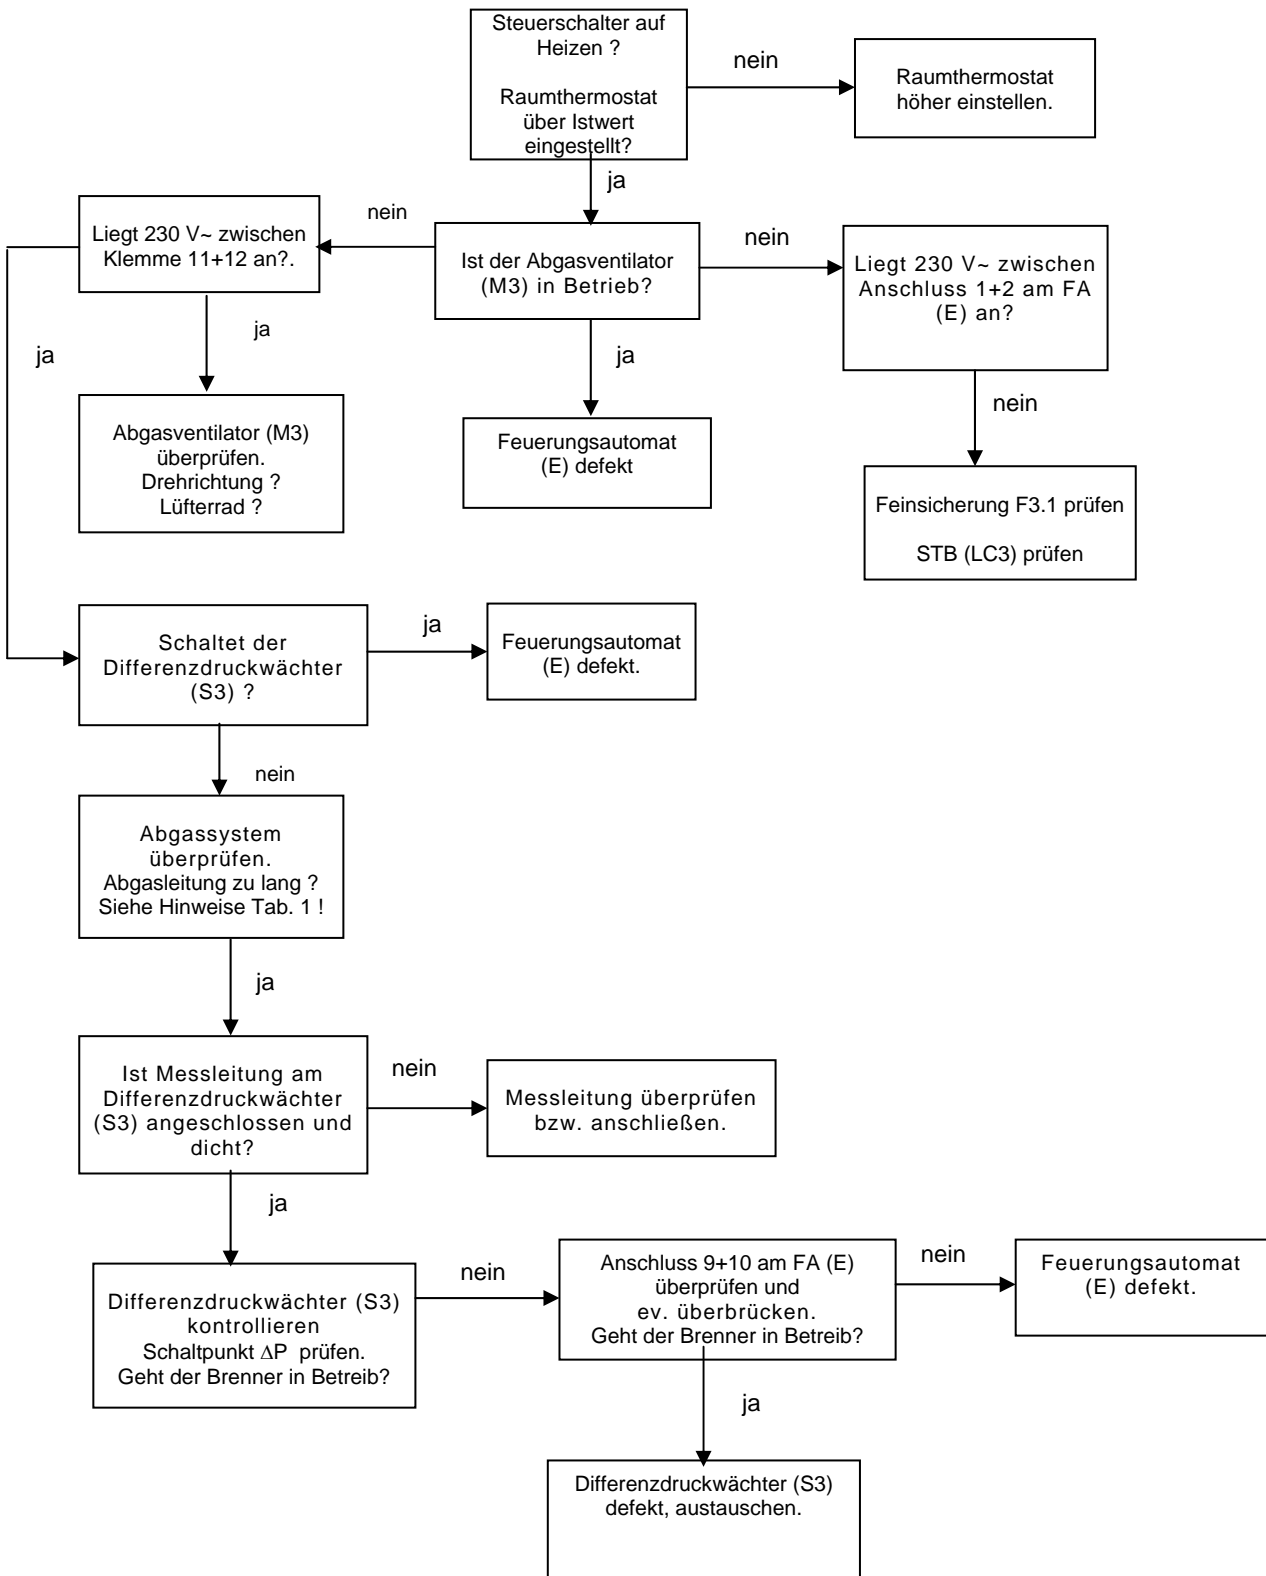 Steuerschalter auf
Heizen ?
Raumthermostat
über Istwert
eingestellt?
nein
Raumthermostat
höher einstellen.
ja
Liegt 230 V~ zwischen
Klemme 11+12 an?.
nein
Ist der Abgasventilator
(M3) in Betrieb?
nein
Liegt 230 V~ zwischen
Anschluss 1+2 am FA
(E) an?
ja
ja
ja
nein
Abgasventilator (M3)
überprüfen.
Drehrichtung ?
Lüfterrad ?
Feuerungsautomat
(E) defekt
Feinsicherung F3.1 prüfen
STB (LC3) prüfen
Schaltet der
Differenzdruckwächter
(S3) ?
ja
Feuerungsautomat
(E) defekt.
nein
Abgassystem
überprüfen.
Abgasleitung zu lang ?
Siehe Hinweise Tab. 1 !
ja
Ist Messleitung am
Differenzdruckwächter
(S3) angeschlossen und
dicht?
nein
Messleitung überprüfen
bzw. anschließen.
ja
Differenzdruckwächter (S3)
kontrollieren
Schaltpunkt ΔP prüfen.
Geht der Brenner in Betreib?
nein
Anschluss 9+10 am FA (E)
überprüfen und
ev. überbrücken.
Geht der Brenner in Betreib?
nein
Feuerungsautomat
(E) defekt.
ja
Differenzdruckwächter (S3)
defekt, austauschen.